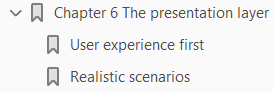 Chapter 6 The presentation layer
User experience first
Realistic scenarios